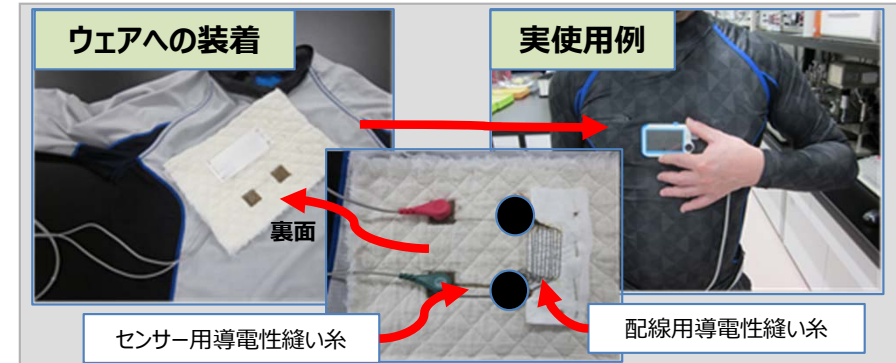 ウェアへの装着
実使用例
裏面
センサー用導電性縫い糸
配線用導電性縫い糸